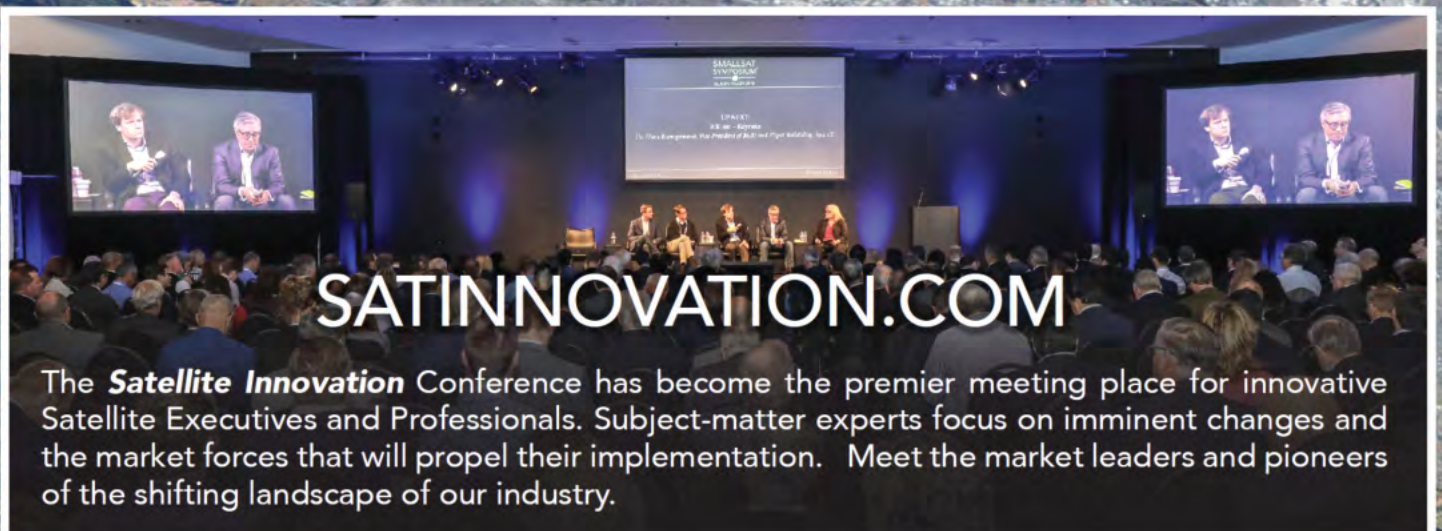 SMALLSAT
SYMPOSIUM
SATINNOVATION.COM
The Satellite Innovation Conference has become the premier meeting place for innovative
Satellite Executives and Professionals. Subject-matter experts focus on imminent changes and
the market forces that will propel their implementation. Meet the market leaders and pioneers
of the shifting landscape of our industry.